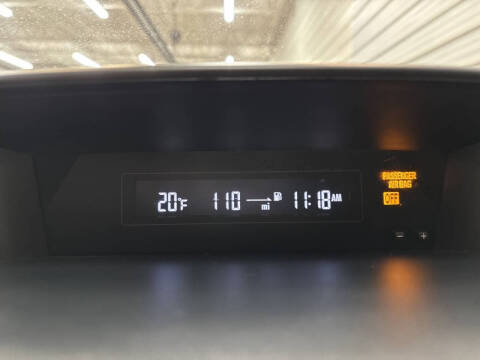 20°F 110 mi 11:18 AM
PASSENGER
AIR BAG
OFF
- +